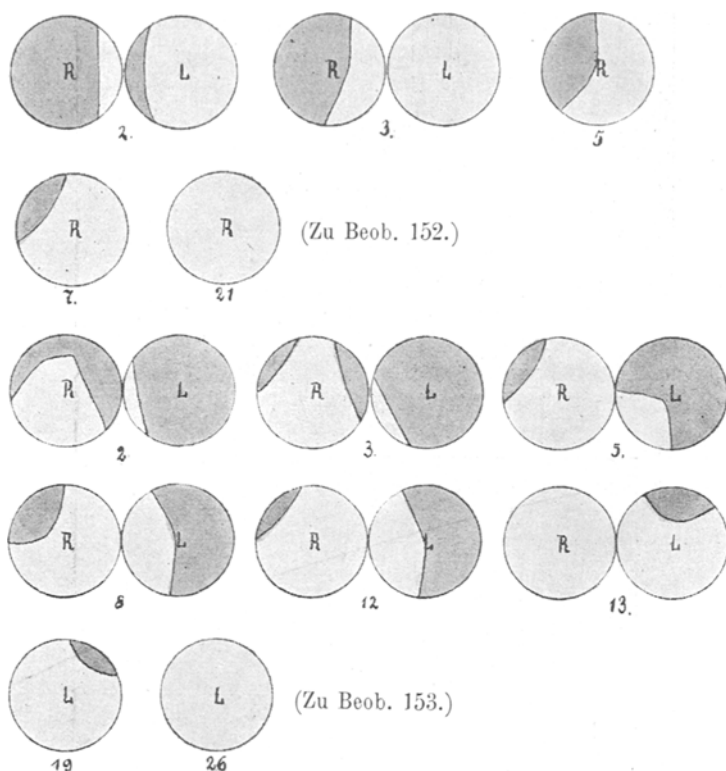 R L R L R
2. 3. 5
R R (Zu Beob. 152.)
7. 21
R L R L R L
2 3. 5.
R L R L R L
8 12 13.
L L (Zu Beob. 153.)
19 26